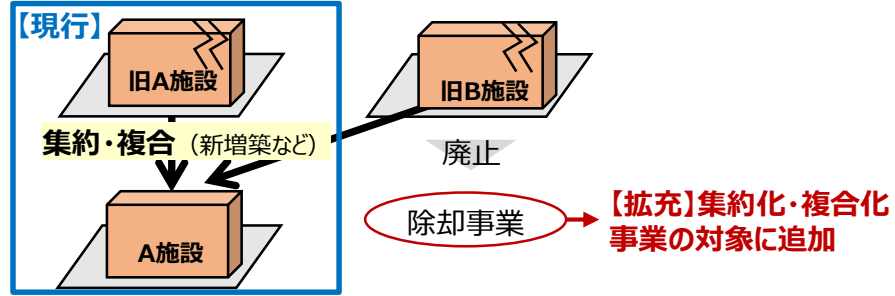 【現行】
旧A施設
旧B施設
集約・複合（新増築など）
廃止
A施設
除却事業
【拡充】集約化・複合化
事業の対象に追加